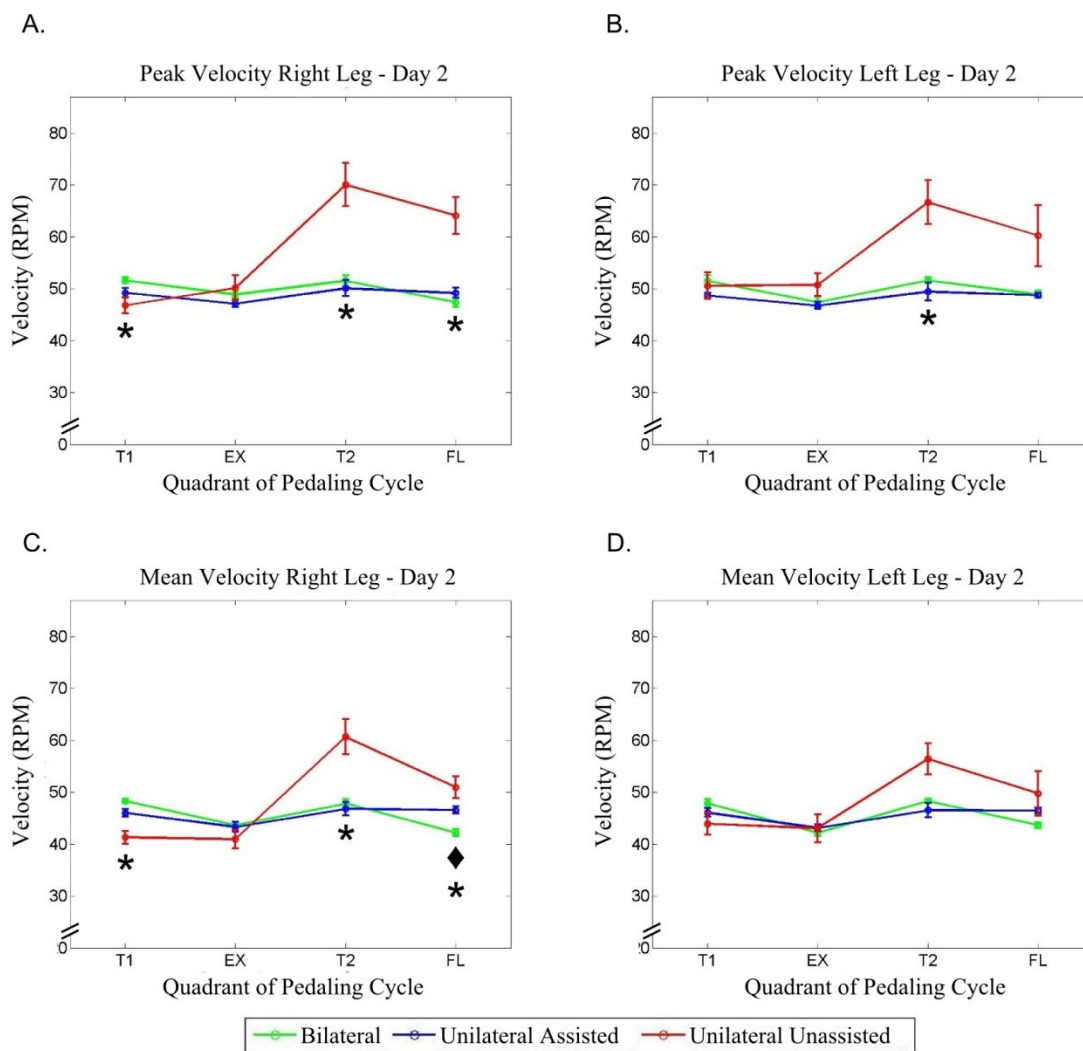 A.
Peak Velocity Right Leg - Day 2
Velocity (RPM)
80
70
60
50
40
30
0
T1 EX T2 FL
Quadrant of Pedaling Cycle
*
*
*
B.
Peak Velocity Left Leg - Day 2
Velocity (RPM)
80
70
60
50
40
30
0
T1 EX T2 FL
Quadrant of Pedaling Cycle
*
C.
Mean Velocity Right Leg - Day 2
Velocity (RPM)
80
70
60
50
40
30
0
T1 EX T2 FL
Quadrant of Pedaling Cycle
*
*
♦
*
D.
Mean Velocity Left Leg - Day 2
Velocity (RPM)
80
70
60
50
40
30
0
T1 EX T2 FL
Quadrant of Pedaling Cycle
Bilateral Unilateral Assisted Unilateral Unassisted